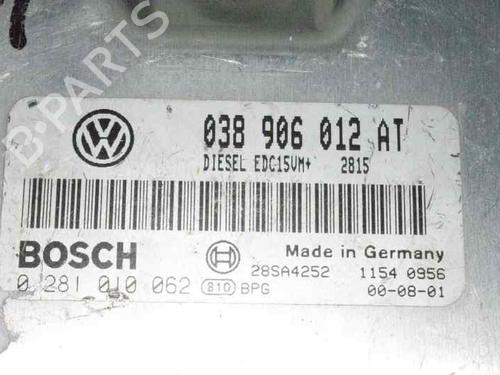 B-PARTS
038 906 012 AT
DIESEL EDC15VM+ 2815
BOSCH
Made in Germany
28SA4252 1154 0956
0 281 010 062 810 BPG 00-08-01